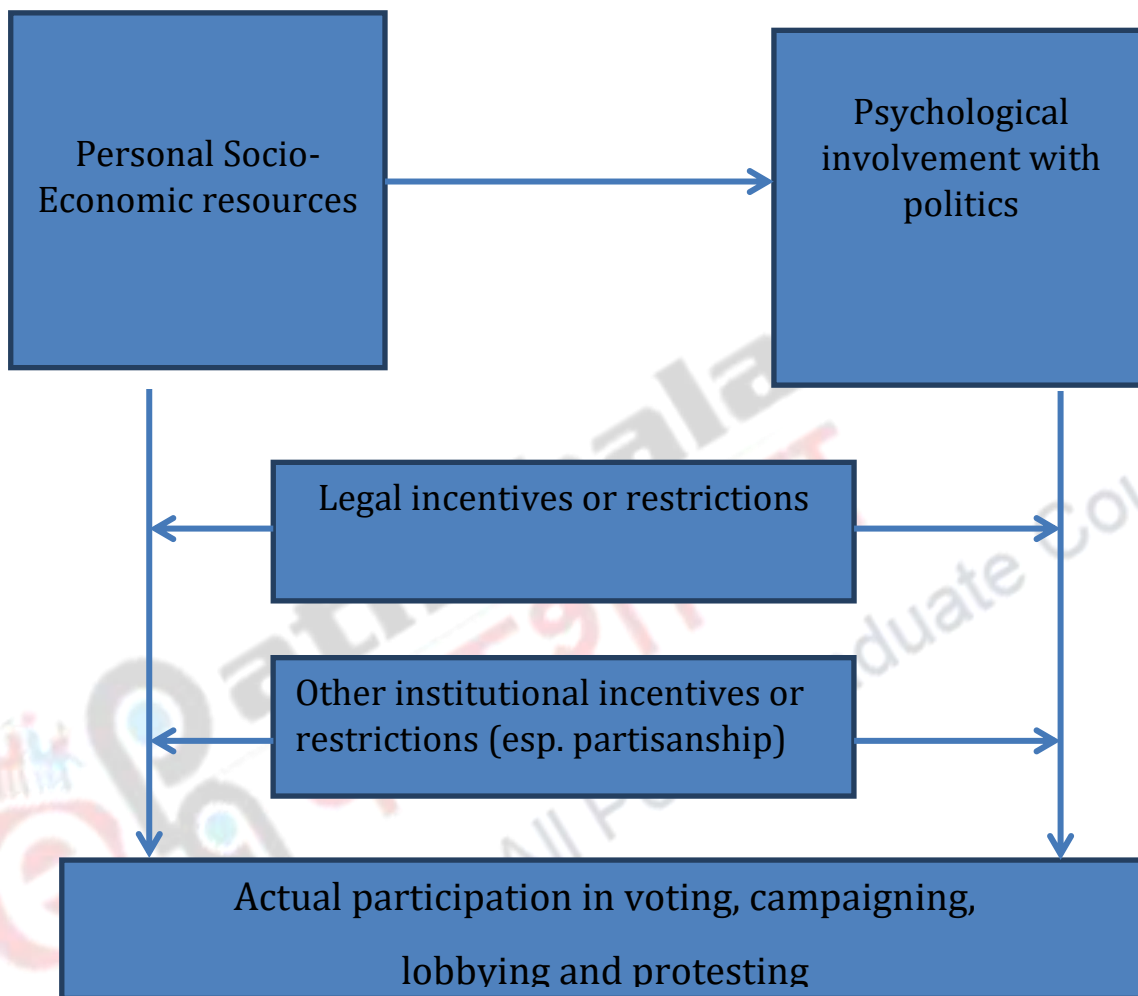 Personal Socio-
Economic resources
Psychological
involvement with
politics
Legal incentives or restrictions
Other institutional incentives or
restrictions (esp. partisanship)
Actual participation in voting, campaigning,
lobbying and protesting